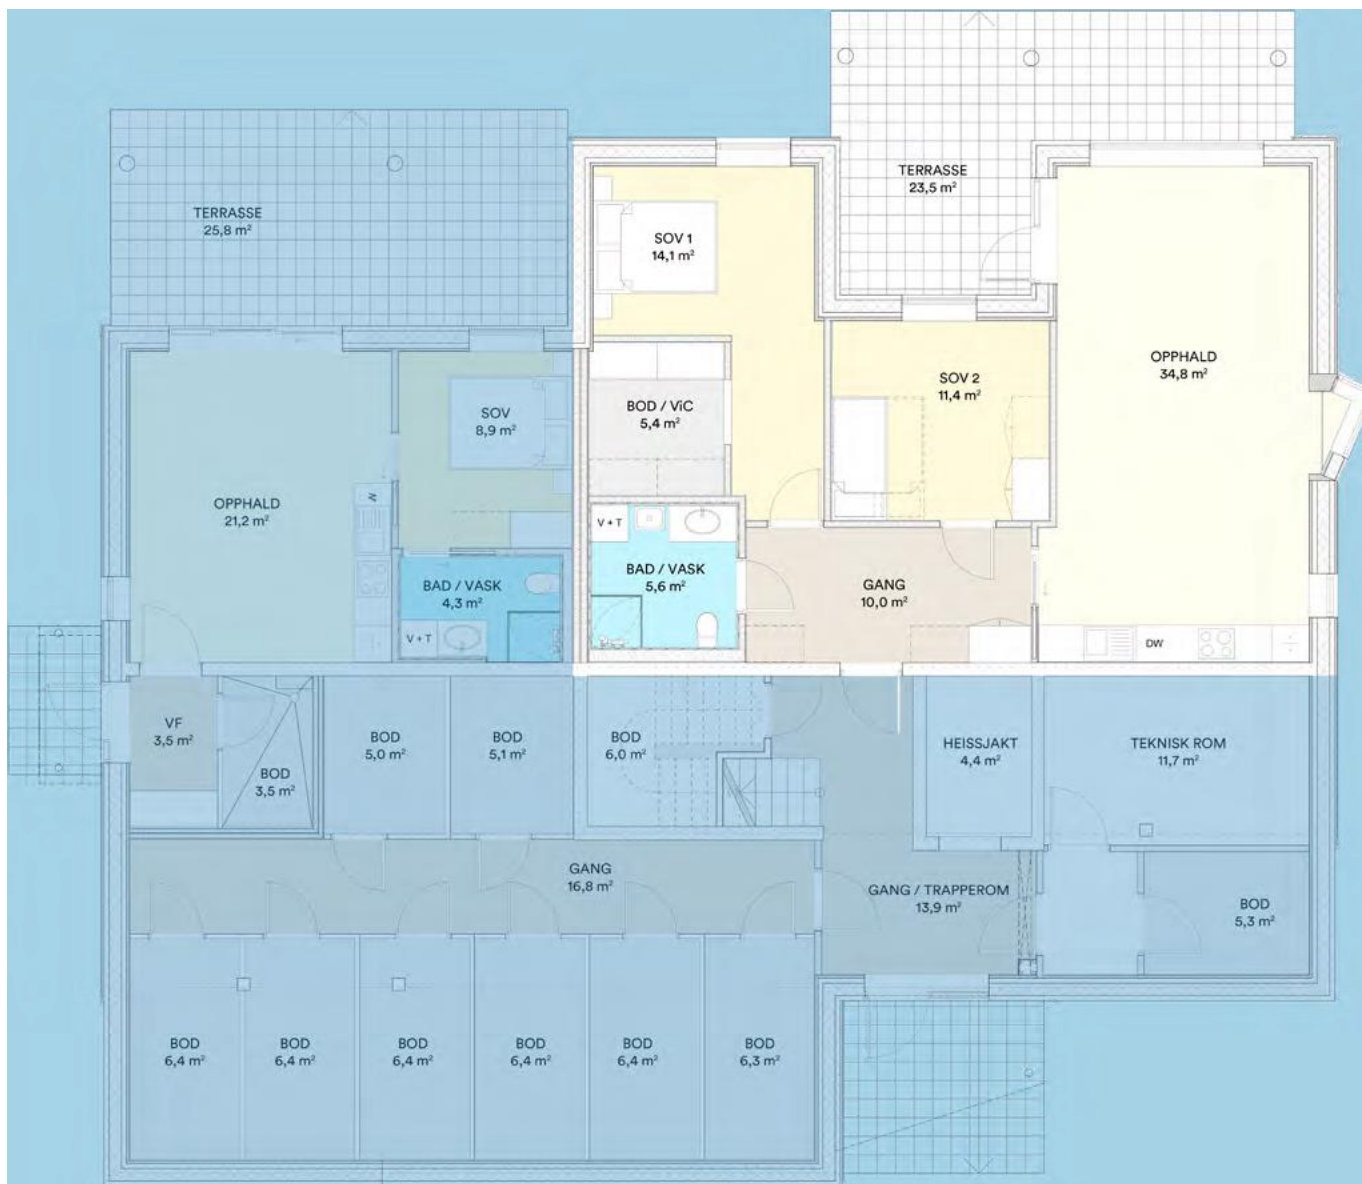 TERRASSE
23,5 m²
TERRASSE
25,8 m²
SOV 1
14,1 m²
OPPHALD
34,8 m²
SOV 2
11,4 m²
BOD / ViC
5,4 m²
SOV
8,9 m²
OPPHALD
21,2 m²
V + T
BAD / VASK
5,6 m²
GANG
10,0 m²
BAD / VASK
4,3 m²
V + T
DW
VF
3,5 m²
BOD
3,5 m²
BOD
5,0 m²
BOD
5,1 m²
BOD
6,0 m²
HEISSJAKT
4,4 m²
TEKNISK ROM
11,7 m²
GANG
16,8 m²
GANG / TRAPPEROM
13,9 m²
BOD
5,3 m²
BOD
6,4 m²
BOD
6,4 m²
BOD
6,4 m²
BOD
6,4 m²
BOD
6,4 m²
BOD
6,3 m²